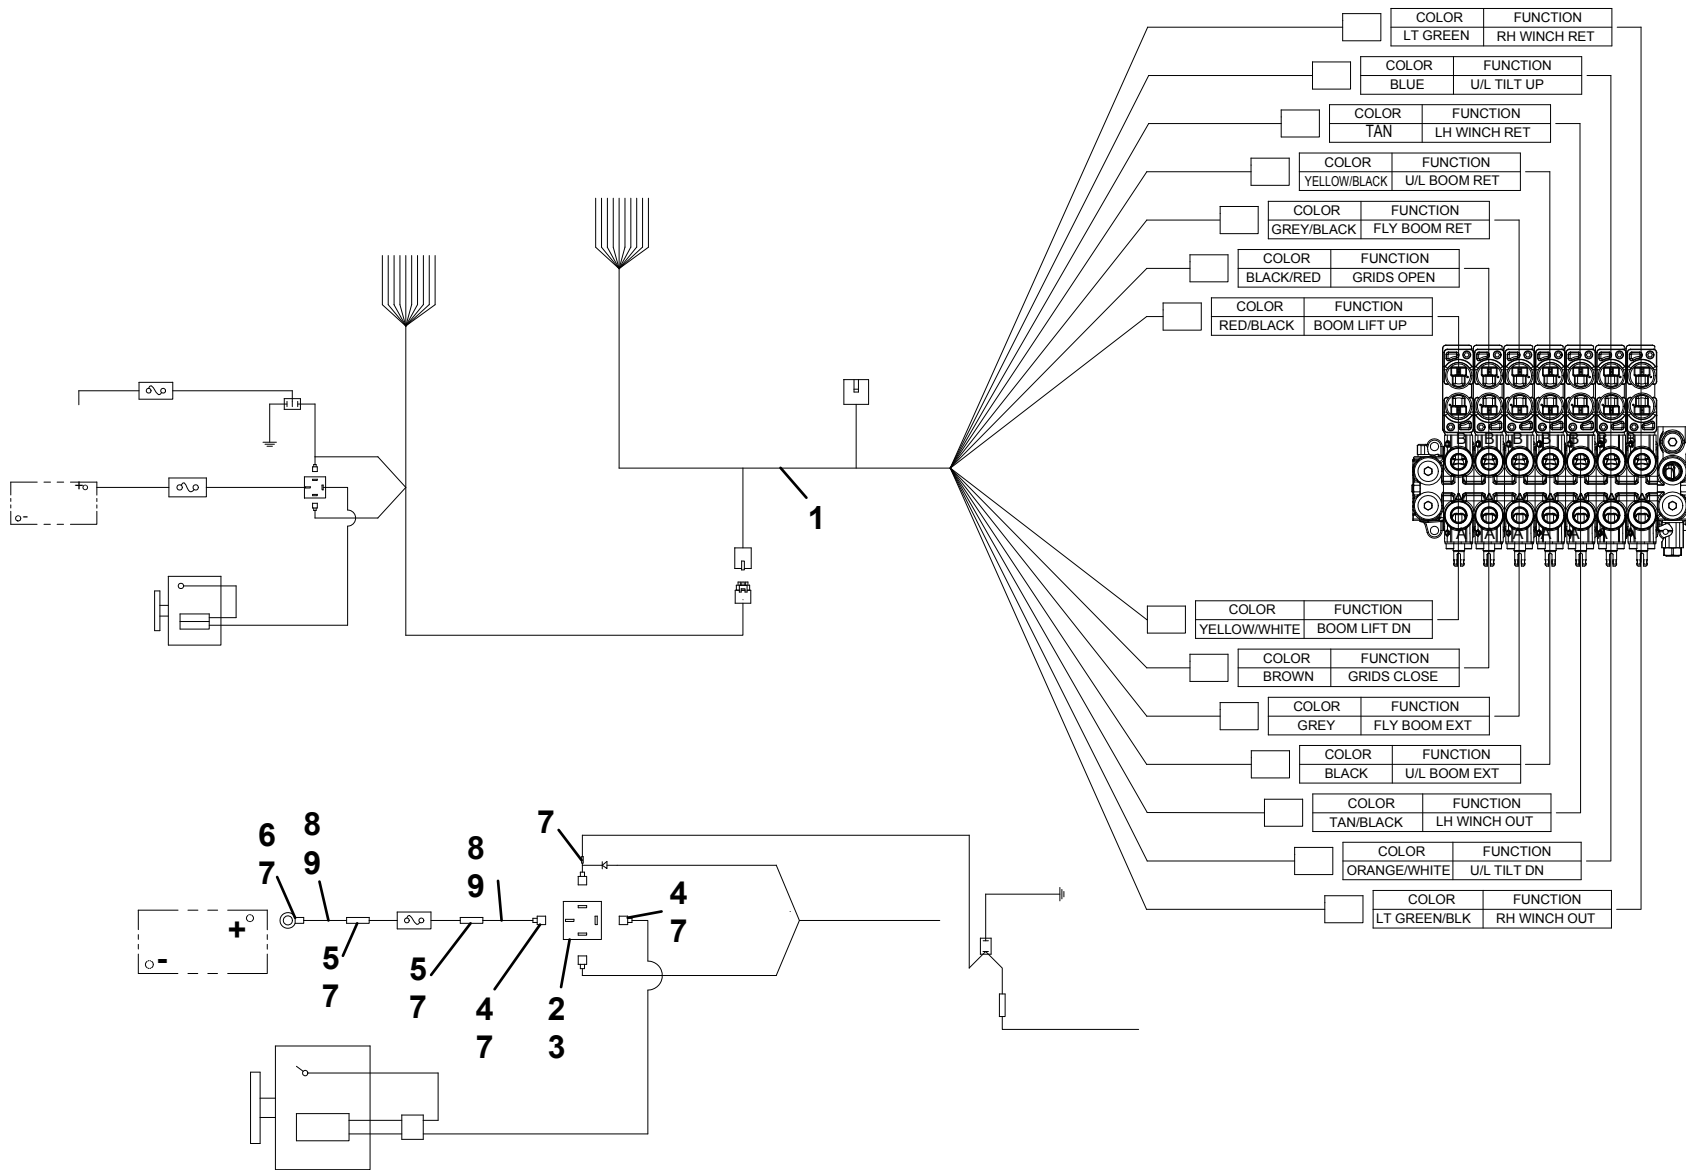 COLOR FUNCTION
LT GREEN RH WINCH RET
COLOR FUNCTION
BLUE U/L TILT UP
COLOR FUNCTION
TAN LH WINCH RET
COLOR FUNCTION
YELLOW/BLACK U/L BOOM RET
COLOR FUNCTION
GREY/BLACK FLY BOOM RET
COLOR FUNCTION
BLACK/RED GRIDS OPEN
COLOR FUNCTION
RED/BLACK BOOM LIFT UP
B B B B B B B
+
-
1
A A A A A A A
COLOR FUNCTION
YELLOW/WHITE BOOM LIFT DN
COLOR FUNCTION
BROWN GRIDS CLOSE
COLOR FUNCTION
GREY FLY BOOM EXT
COLOR FUNCTION
BLACK U/L BOOM EXT
COLOR FUNCTION
TAN/BLACK LH WINCH OUT
COLOR FUNCTION
ORANGE/WHITE U/L TILT DN
COLOR FUNCTION
LT GREEN/BLK RH WINCH OUT
6
7
8
9
8
9
7
4
7
+
-
5
7
5
7
4
7
2
3